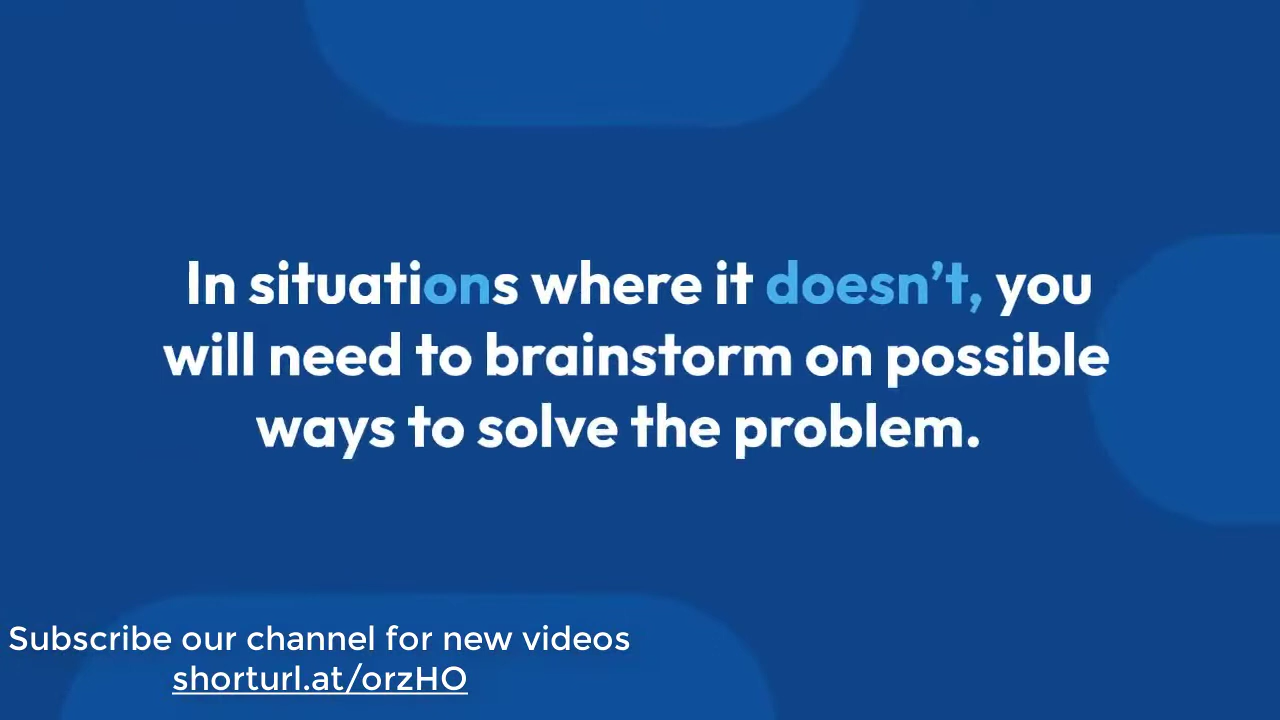 In situations where it doesn’t, you
will need to brainstorm on possible
ways to solve the problem.
Subscribe our channel for new videos
shorturl.at/orzHO